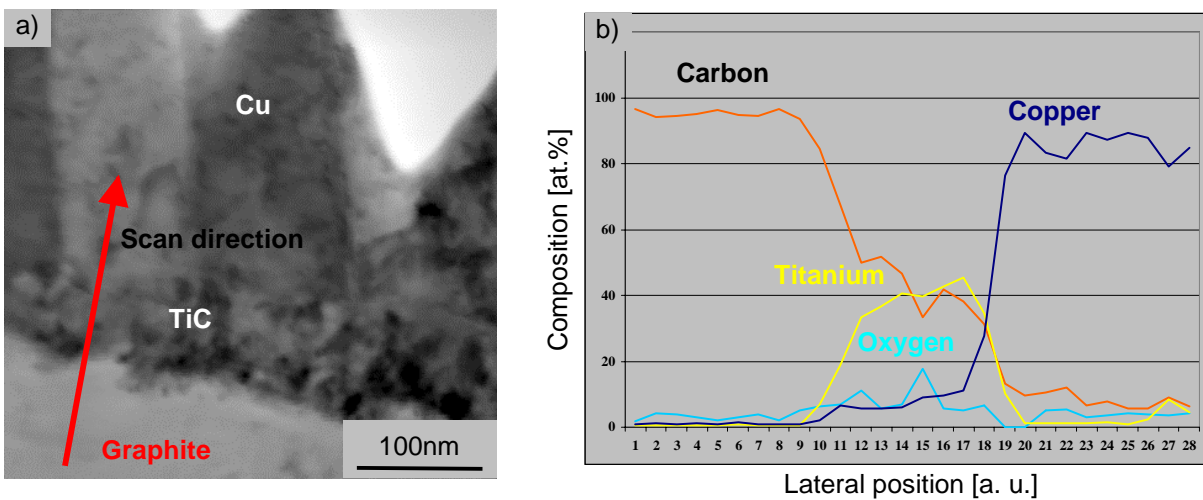 a)
Cu
Scan direction
TiC
Graphite
100nm
b)
Carbon
Copper
Titanium
Oxygen
Composition [at.%]
100
80
60
40
20
0
1 2 3 4 5 6 7 8 9 10 11 12 13 14 15 16 17 18 19 20 21 22 23 24 25 26 27 28
Lateral position [a. u.]